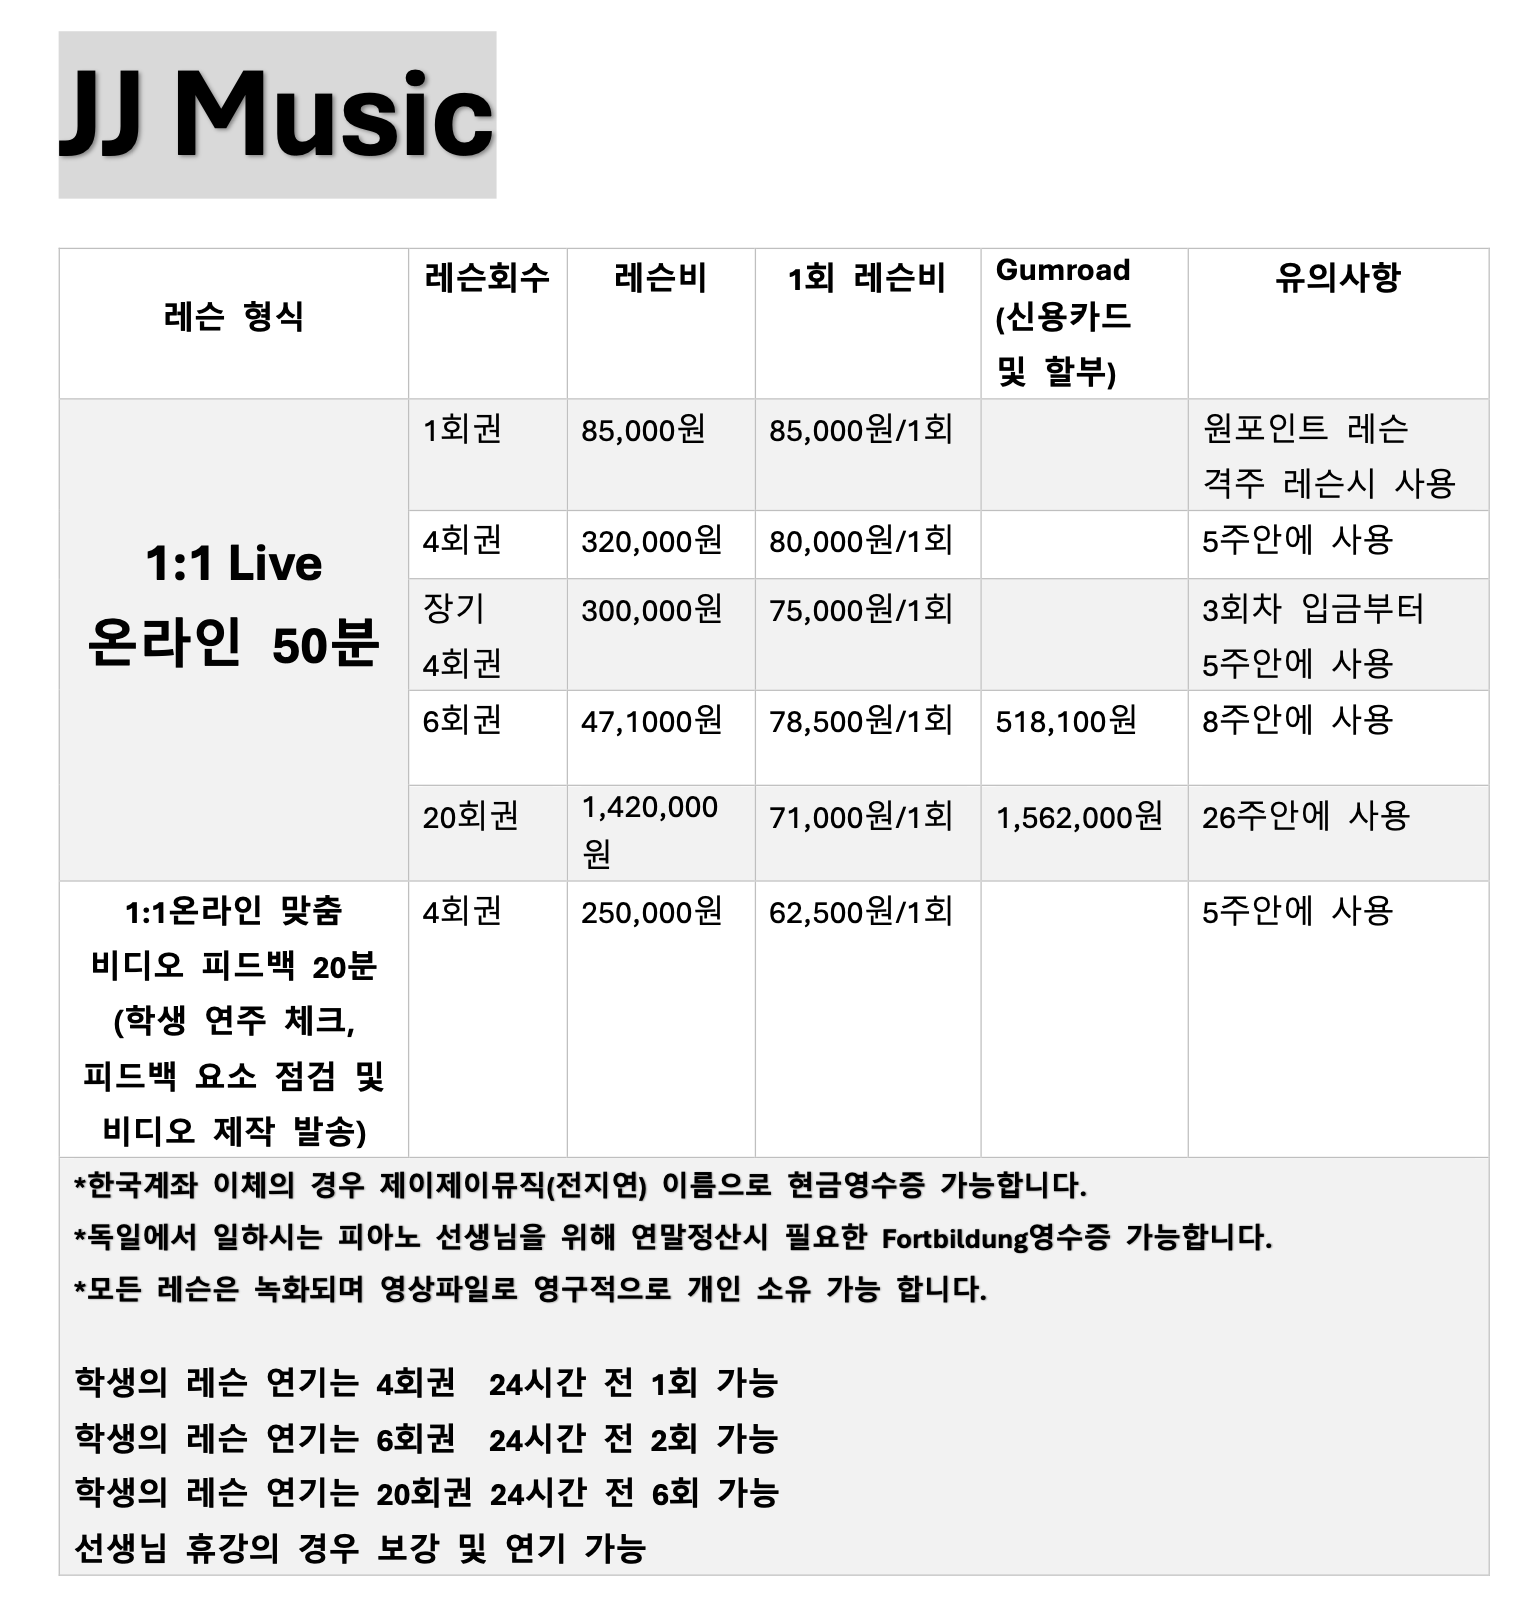 JJ Music
레슨 형식
레슨회수
레슨비
1회 레슨비
Gumroad
(신용카드
및 할부)
유의사항
1:1 Live
온라인 50분
1회권
85,000원
85,000원/1회
원포인트 레슨
격주 레슨시 사용
4회권
320,000원
80,000원/1회
5주안에 사용
장기
4회권
300,000원
75,000원/1회
3회차 입금부터
5주안에 사용
6회권
47,1000원
78,500원/1회
518,100원
8주안에 사용
20회권
1,420,000
원
71,000원/1회
1,562,000원
26주안에 사용
1:1온라인 맞춤
비디오 피드백 20분
(학생 연주 체크,
피드백 요소 점검 및
비디오 제작 발송)
4회권
250,000원
62,500원/1회
5주안에 사용
*한국계좌 이체의 경우 제이제이뮤직(전지연) 이름으로 현금영수증 가능합니다.
*독일에서 일하시는 피아노 선생님을 위해 연말정산시 필요한 Fortbildung영수증 가능합니다.
*모든 레슨은 녹화되며 영상파일로 영구적으로 개인 소유 가능 합니다.
학생의 레슨 연기는 4회권 24시간 전 1회 가능
학생의 레슨 연기는 6회권 24시간 전 2회 가능
학생의 레슨 연기는 20회권 24시간 전 6회 가능
선생님 휴강의 경우 보강 및 연기 가능